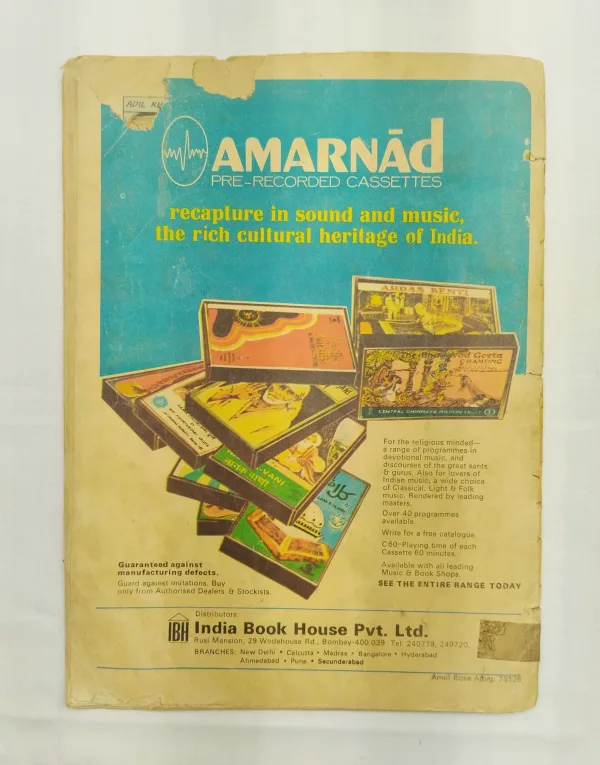 ADIL KH
AMARNĀd
PRE-RECORDED CASSETTES
recapture in sound and music,
the rich cultural heritage of India.
ARDAS BENTI
The Bhagavad Geeta
CHANTING
CENTRAL CHINMAYA MISSION TRUST
VANI
For the religious minded—
a range of programmes in
devotional music, and
discourses of the great saints
& gurus. Also for lovers of
Indian music, a wide choice
of Classical, Light & Folk
music. Rendered by leading
masters.
Over 40 programmes
available.
Write for a free catalogue.
C60-Playing time of each
Cassette 60 minutes.
Available with all leading
Music & Book Shops.
SEE THE ENTIRE RANGE TODAY
Guaranteed against
manufacturing defects.
Guard against imitations. Buy
only from Authorised Dealers & Stockists.
Distributors
IBH India Book House Pvt. Ltd.
Rusi Mansion, 29 Wodehouse Rd., Bombay-400 039. Tel: 240779, 240720.
BRANCHES: New Delhi • Calcutta • Madras • Bangalore • Hyderabad
Ahmedabad • Pune • Secunderabad
Amol Bose Advg.